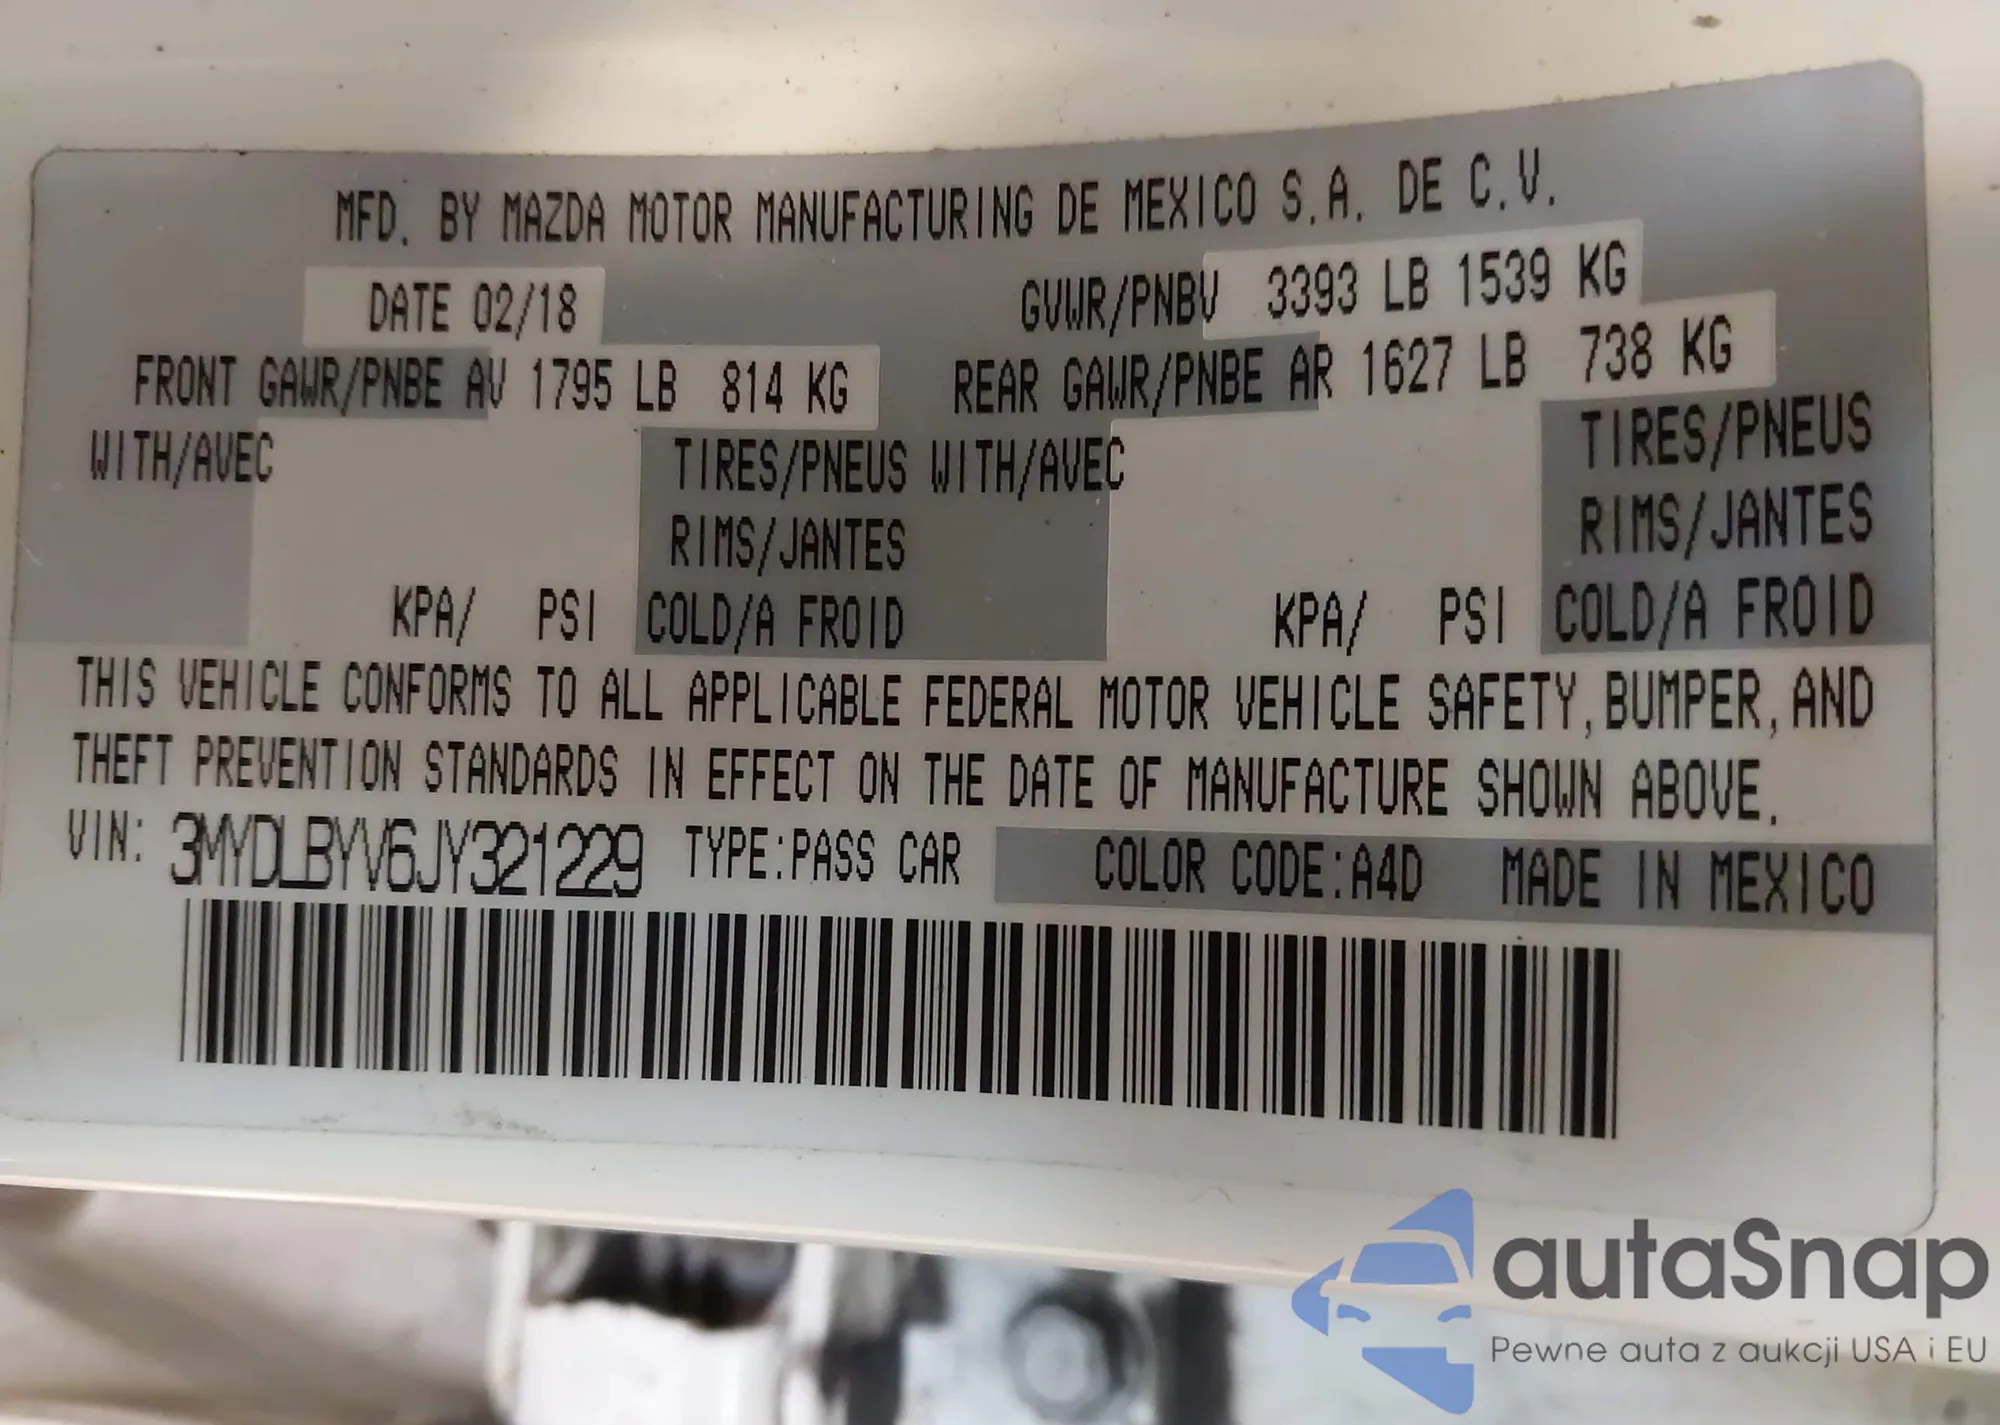 MFD. BY MAZDA MOTOR MANUFACTURING DE MEXICO S.A. DE C.V.
DATE 02/18 GVWR/PNBV 3393 LB 1539 KG
FRONT GAWR/PNBE AV 1795 LB 814 KG REAR GAWR/PNBE AR 1627 LB 738 KG
WITH/AVEC TIRES/PNEUS WITH/AVEC TIRES/PNEUS
RIMS/JANTES RIMS/JANTES
KPA/ PSI COLD/A FROID KPA/ PSI COLD/A FROID
THIS VEHICLE CONFORMS TO ALL APPLICABLE FEDERAL MOTOR VEHICLE SAFETY, BUMPER, AND
THEFT PREVENTION STANDARDS IN EFFECT ON THE DATE OF MANUFACTURE SHOWN ABOVE.
VIN: 3MYDLBYV6JY321229 TYPE:PASS CAR COLOR CODE:A4D MADE IN MEXICO
autaSnap
Pewne auta z aukcji USA i EU